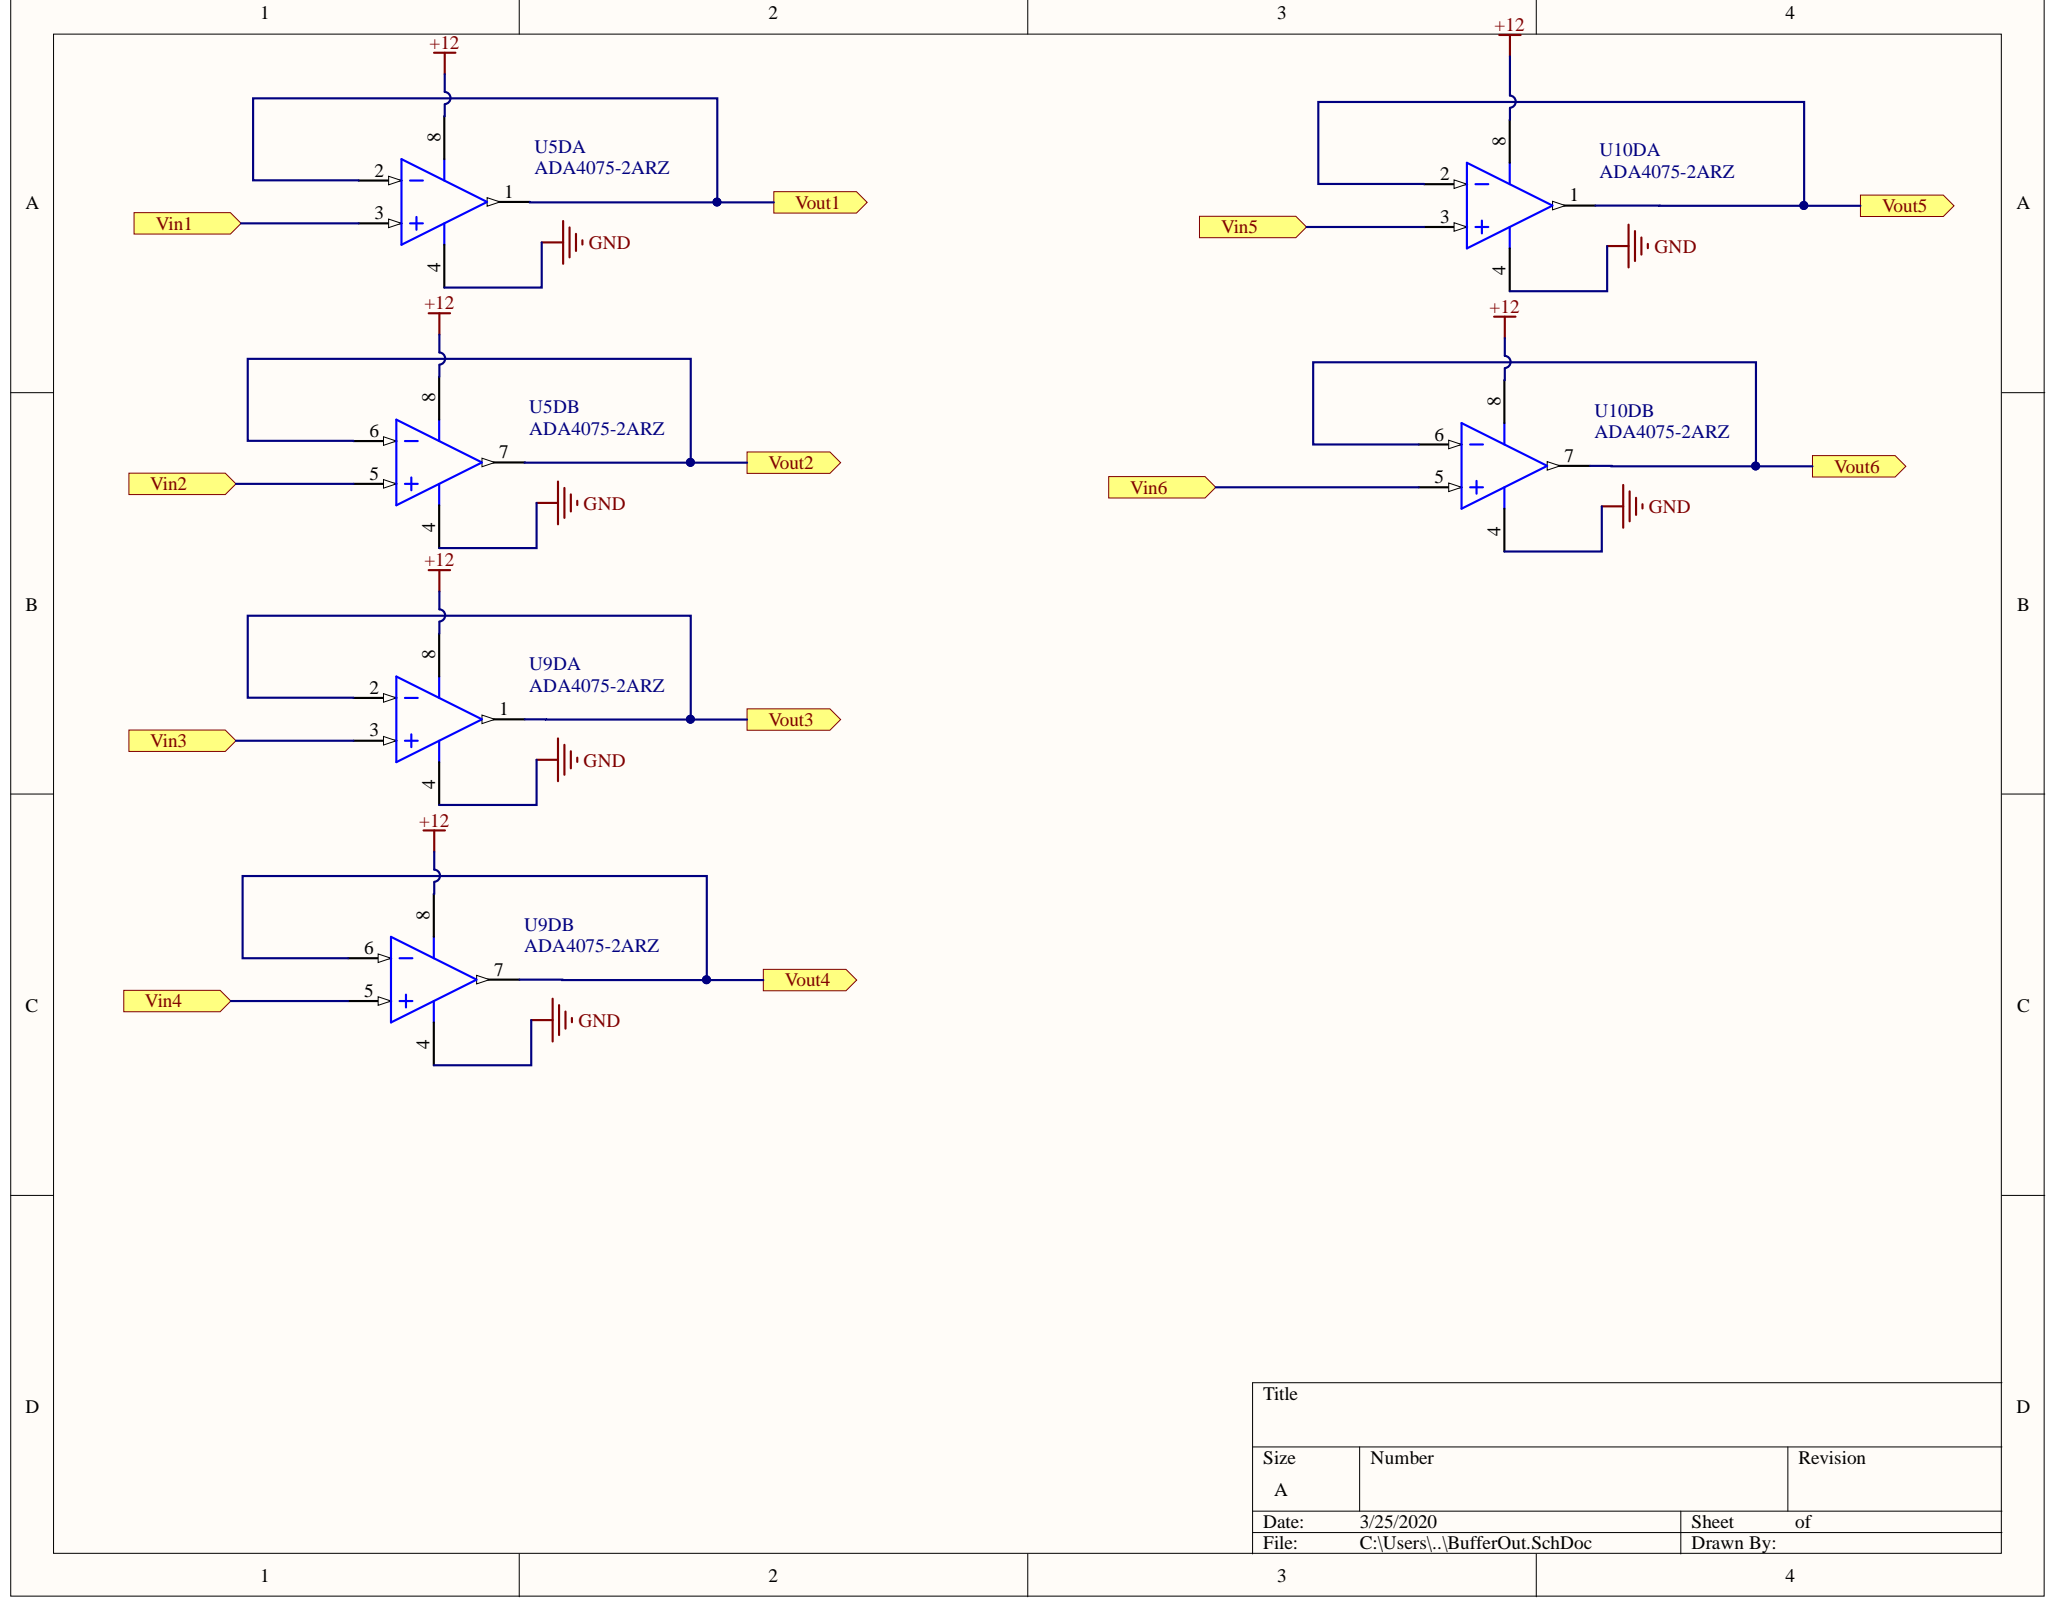 1 2 3 4
+12
8
U5DA
ADA4075-2ARZ
2
1
Vin1
3
Vout1
GND
4
+12
8
U5DB
ADA4075-2ARZ
6
7
Vin2
5
Vout2
GND
4
+12
8
U9DA
ADA4075-2ARZ
2
1
Vin3
3
Vout3
GND
4
+12
8
U9DB
ADA4075-2ARZ
6
7
Vin4
5
Vout4
GND
4
+12
8
U10DA
ADA4075-2ARZ
2
1
Vin5
3
Vout5
GND
4
+12
8
U10DB
ADA4075-2ARZ
6
7
Vin6
5
Vout6
GND
4
A A
B B
C C
D D
Title
Size Number Revision
A
Date: 3/25/2020 Sheet of
File: C:\Users\..\BufferOut.SchDoc Drawn By:
1 2 3 4